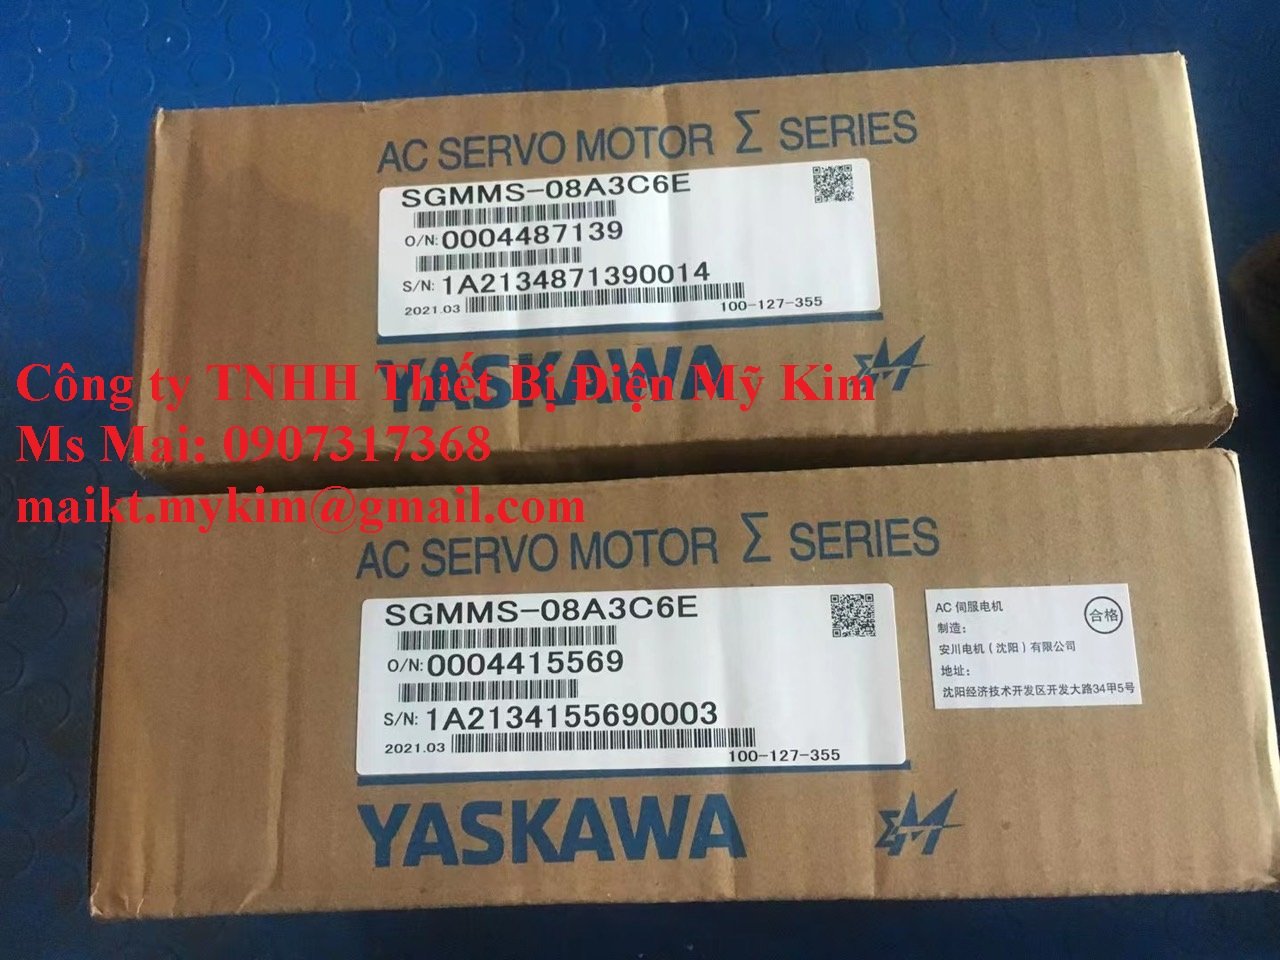 AC SERVO MOTOR Σ SERIES
SGMMS-08A3C6E
O/N: 0004487139
S/N: 1A2134871390014
2021.03
100-127-355
YASKAWA
Công ty TNHH Thiết Bị Điện Mỹ Kim
Ms Mai: 0907317368
maikt.mykim@gmail.com
AC SERVO MOTOR Σ SERIES
SGMMS-08A3C6E
O/N: 0004415569
S/N: 1A2134155690003
2021.03
100-127-355
AC 伺服电机
合格
制造：
安川电机（沈阳）有限公司
地址：
沈阳经济技术开发区开发大路34甲5号
YASKAWA